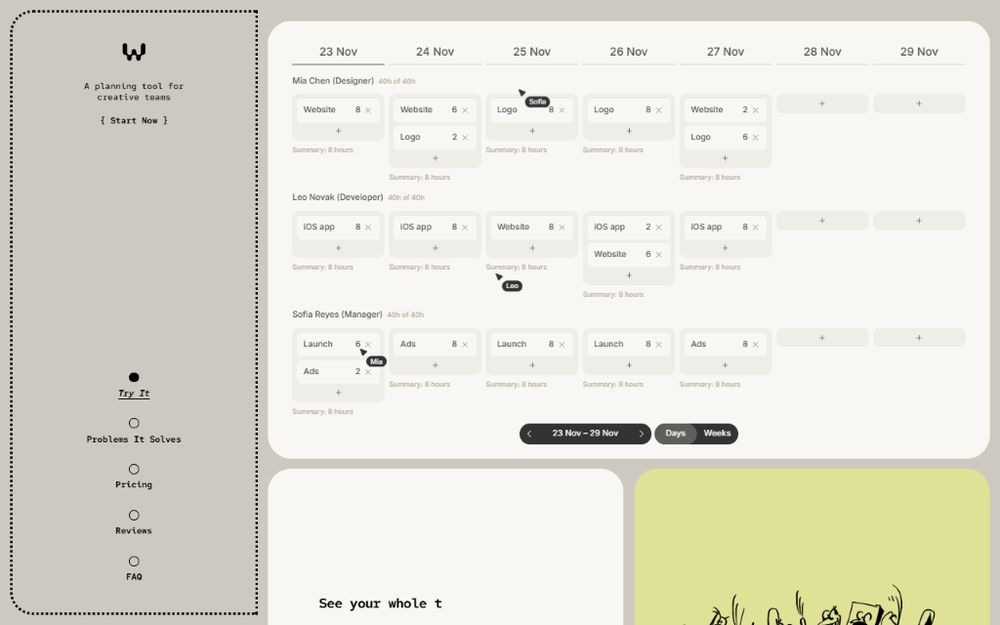 A planning tool for
creative teams
{ Start Now }
Try It
Problems It Solves
Pricing
Reviews
FAQ
23 Nov 24 Nov 25 Nov 26 Nov 27 Nov 28 Nov 29 Nov
Mia Chen (Designer) 40h of 40h
Website 8 × Website 6 × Logo 8 × Logo 8 × Website 2 × + +
Sofia
+ Logo 2 × + + Logo 6 ×
Summary: 8 hours + Summary: 8 hours Summary: 8 hours +
Summary: 8 hours Summary: 8 hours
Leo Novak (Developer) 40h of 40h
iOS app 8 × iOS app 8 × Website 8 × iOS app 2 × iOS app 8 × + +
+ + + Website 6 × +
Summary: 8 hours Summary: 8 hours Summary: 8 hours + Summary: 8 hours
Leo
Summary: 8 hours
Sofia Reyes (Manager) 40h of 40h
Launch 6 × Ads 8 × Launch 8 × Launch 8 × Ads 8 × + +
Mia
Ads 2 × + + + +
+ Summary: 8 hours Summary: 8 hours Summary: 8 hours Summary: 8 hours
Summary: 8 hours
23 Nov – 29 Nov Days Weeks
See your whole t